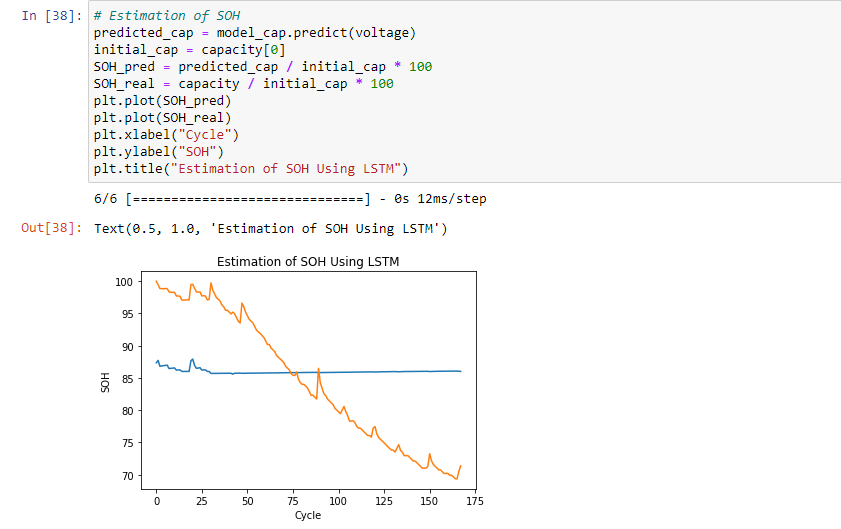 In [38]: # Estimation of SOH
predicted_cap = model_cap.predict(voltage)
initial_cap = capacity[0]
SOH_pred = predicted_cap / initial_cap * 100
SOH_real = capacity / initial_cap * 100
plt.plot(SOH_pred)
plt.plot(SOH_real)
plt.xlabel("Cycle")
plt.ylabel("SOH")
plt.title("Estimation of SOH Using LSTM")
6/6 [==============================] - 0s 12ms/step
Out[38]: Text(0.5, 1.0, 'Estimation of SOH Using LSTM')
Estimation of SOH Using LSTM
100
95
90
85
80
75
70
SOH
0 25 50 75 100 125 150 175
Cycle